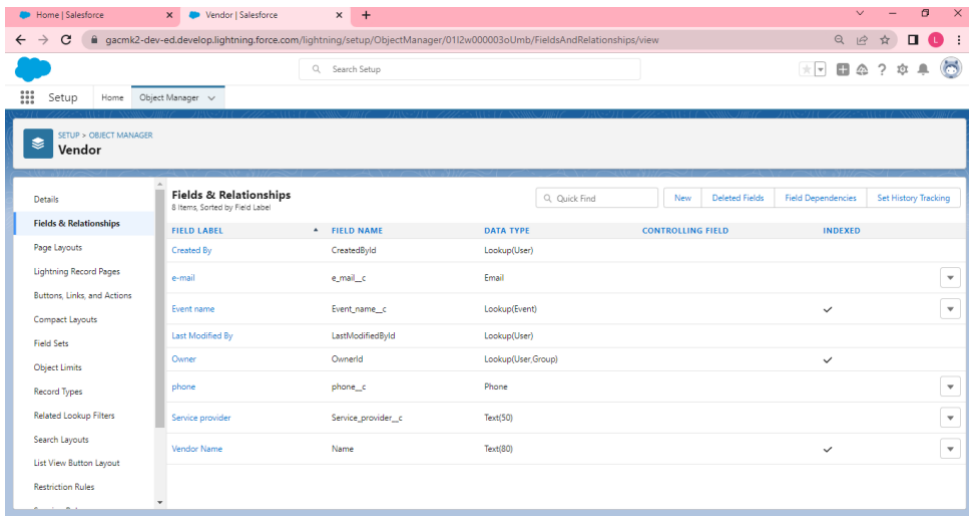 Home | Salesforce
Vendor | Salesforce
gacmk2-dev-ed.develop.lightning.force.com/lightning/setup/ObjectManager/01I2w000003oUmb/FieldsAndRelationships/view
L
Search Setup
Setup
Home
Object Manager
SETUP > OBJECT MANAGER
Vendor
Details
Fields & Relationships
Page Layouts
Lightning Record Pages
Buttons, Links, and Actions
Compact Layouts
Field Sets
Object Limits
Record Types
Related Lookup Filters
Search Layouts
List View Button Layout
Restriction Rules
Fields & Relationships
8 Items, Sorted by Field Label
Quick Find
New
Deleted Fields
Field Dependencies
Set History Tracking
FIELD LABEL FIELD NAME DATA TYPE CONTROLLING FIELD INDEXED
Created By CreatedById Lookup(User)
e-mail e_mail__c Email
Event name Event_name__c Lookup(Event)
Last Modified By LastModifiedById Lookup(User)
Owner OwnerId Lookup(User,Group)
phone phone__c Phone
Service provider Service_provider__c Text(50)
Vendor Name Name Text(80)